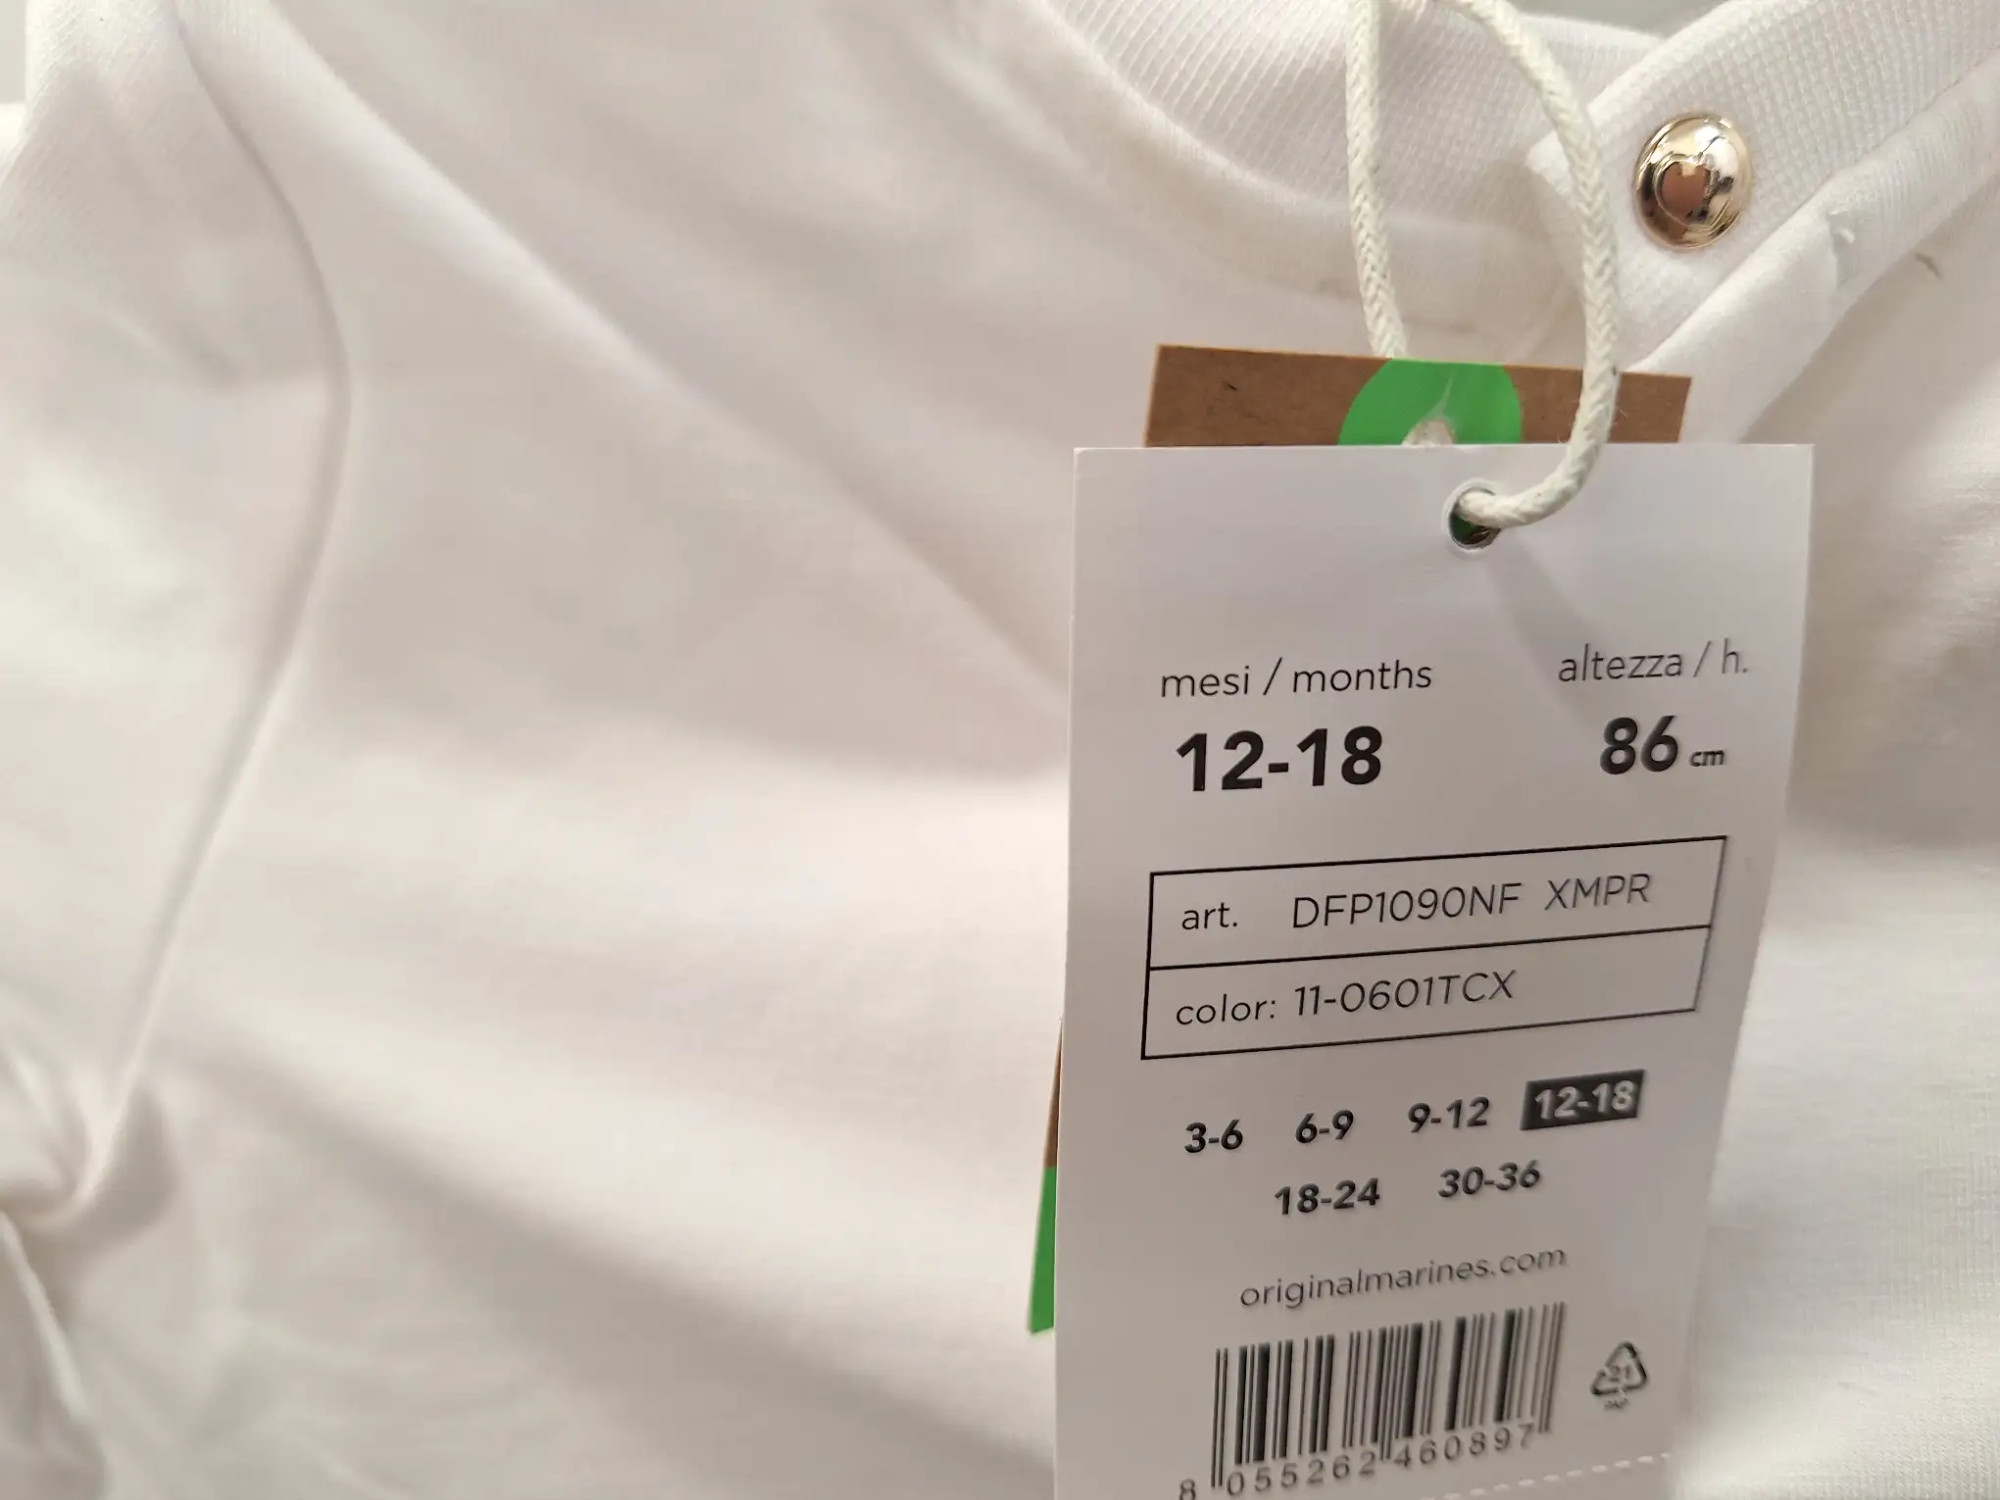 mesi / months altezza / h.
12-18 86 cm
art. DFP1090NF XMPR
color: 11-0601TCX
3-6 6-9 9-12 12-18
18-24 30-36
originalmarines.com
8 055262 460897
21
PAP